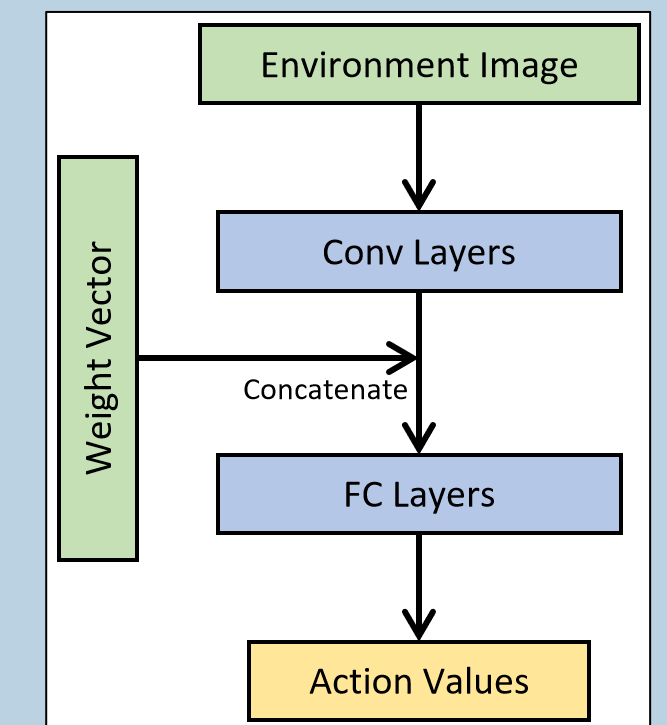 Environment Image
Conv Layers
Weight Vector
Concatenate
FC Layers
Action Values